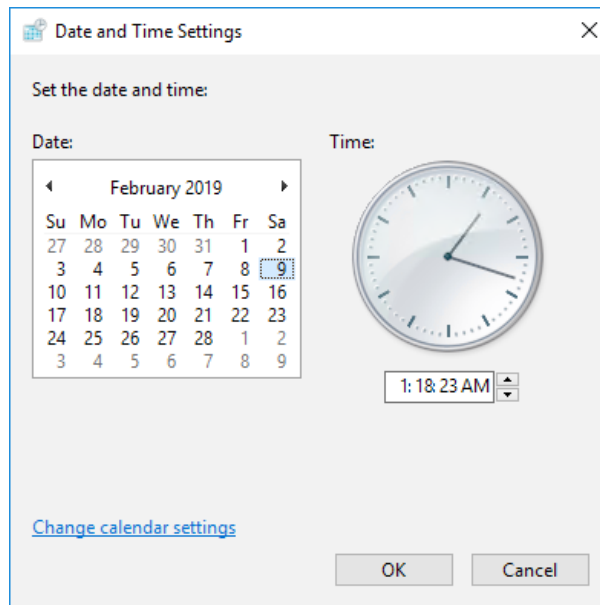 Date and Time Settings
Set the date and time:
Date:
Time:
February 2019
Su Mo Tu We Th Fr Sa
27 28 29 30 31 1 2
3 4 5 6 7 8 9
10 11 12 13 14 15 16
17 18 19 20 21 22 23
24 25 26 27 28 1 2
3 4 5 6 7 8 9
1: 18: 23 AM
Change calendar settings
OK Cancel